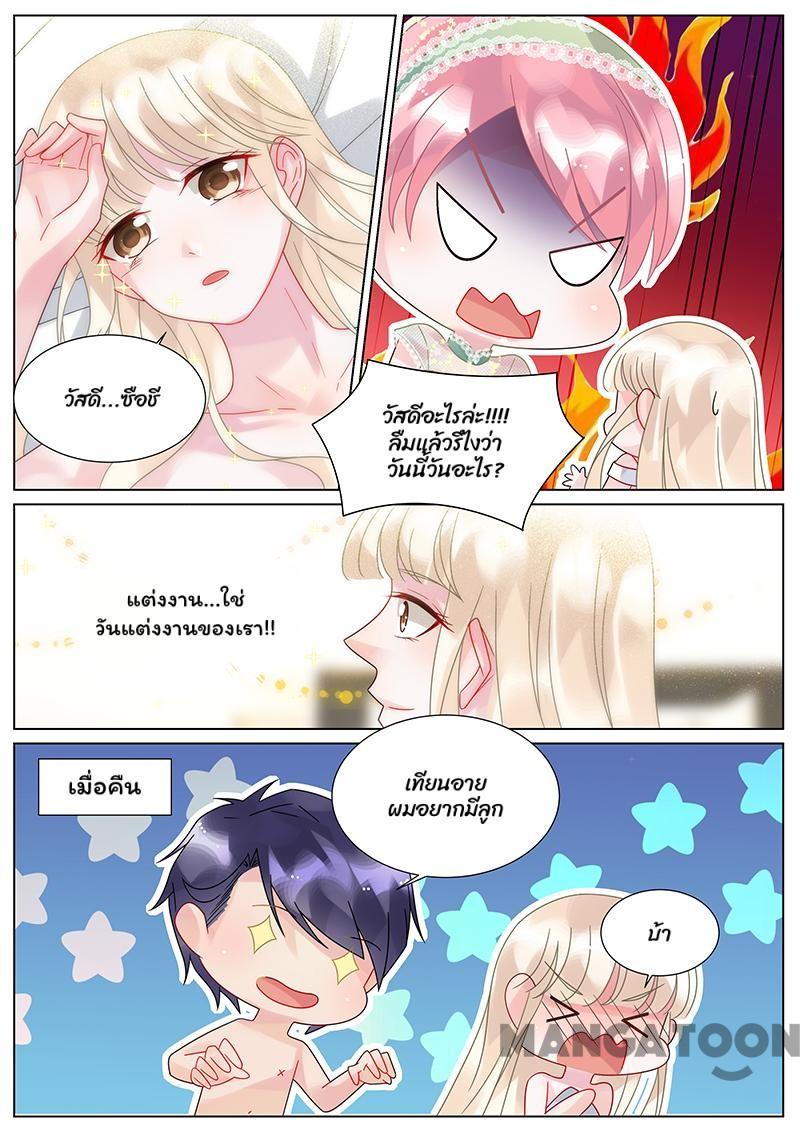 วัสดี...ซือซี
วัสดีอะไรล่ะ!!!!
ลืมแล้วรึไงว่า
วันนี้วันอะไร?
แต่งงาน...ใช่
วันแต่งงานของเรา!!
เมื่อคืน
เทียนอาย
ผมอยากมีลูก
บ้า
MANGATOON